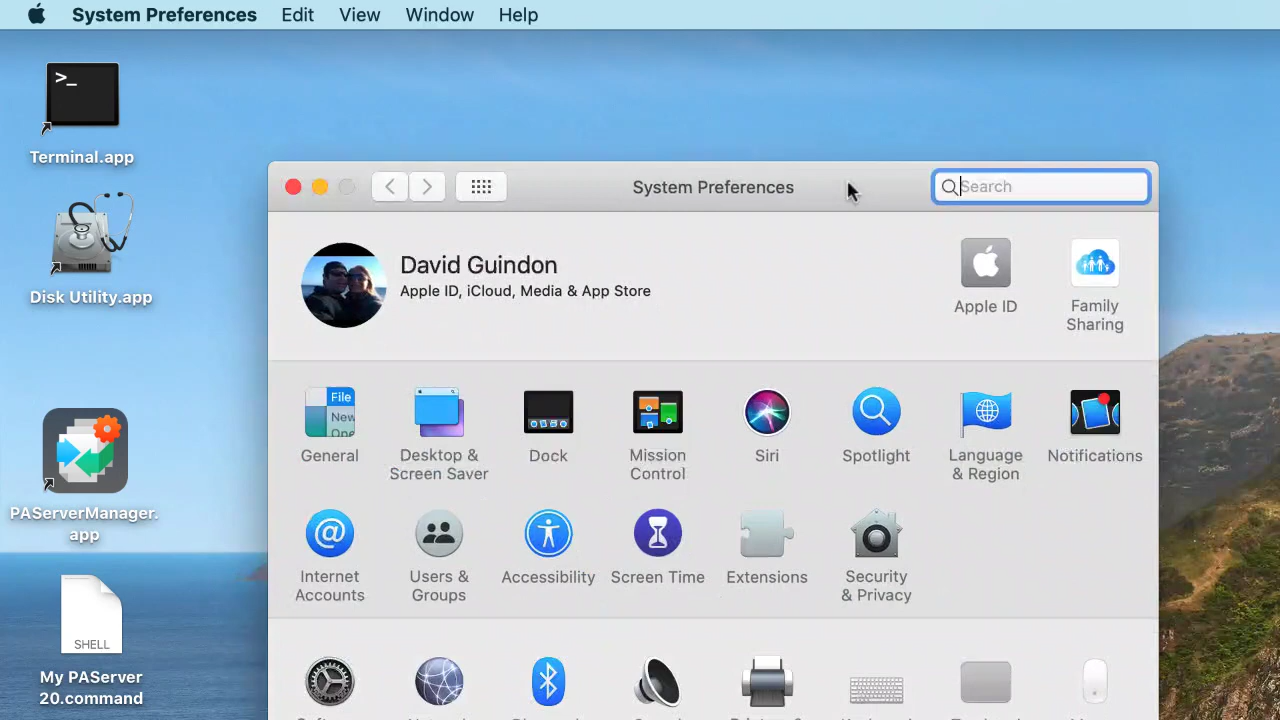 System Preferences Edit View Window Help
>_
Terminal.app
Disk Utility.app
PAServerManager.
app
SHELL
My PAServer
20.command
System Preferences
Search
David Guindon
Apple ID, iCloud, Media & App Store
Apple ID
Family
Sharing
File
New
General
Desktop &
Screen Saver
Dock
Mission
Control
Siri
Spotlight
Language
& Region
Notifications
Internet
Accounts
Users &
Groups
Accessibility
Screen Time
Extensions
Security
& Privacy